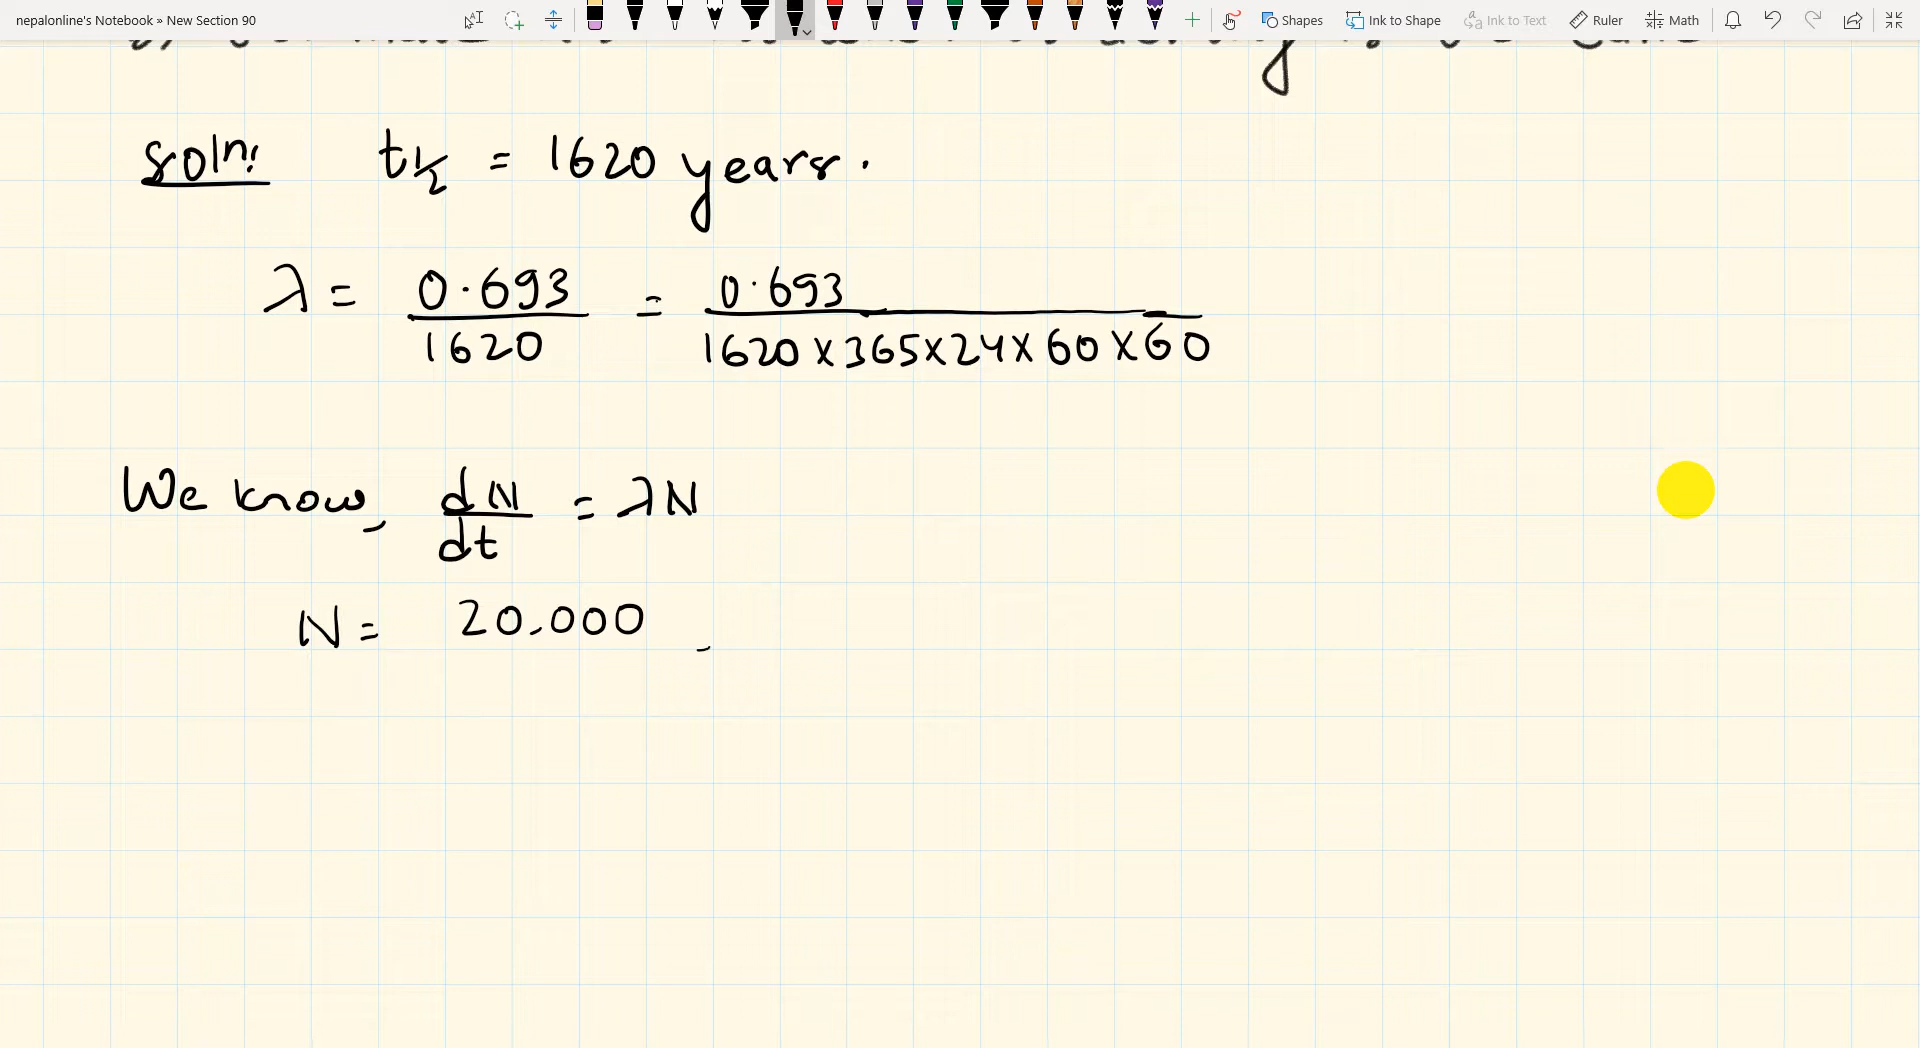 nepalonline's Notebook » New Section 90
Shapes Ink to Shape Ink to Text Ruler Math
Soln: t1/2 = 1620 years.
λ = 0.693/1620 = 0.693/1620 x 365 x 24 x 60 x 60
We know, dN/dt = λN
N = 20,000